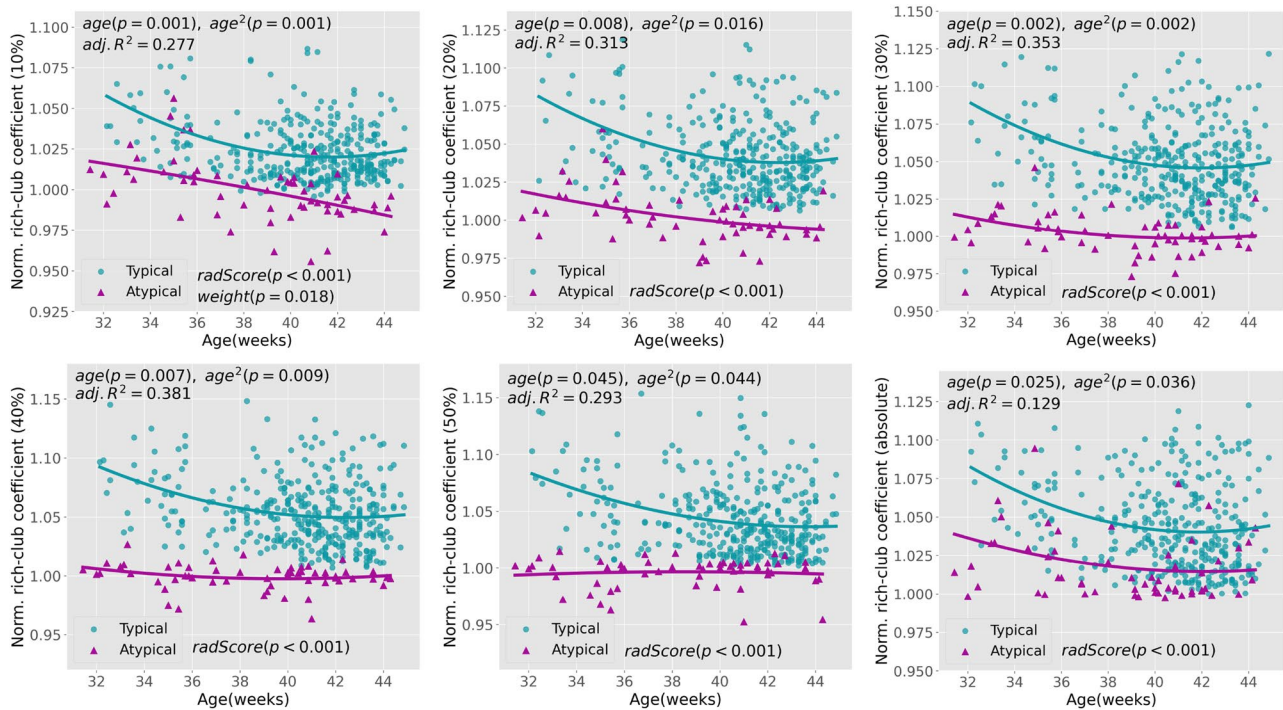 age(p = 0.001), age²(p = 0.001)
adj. R² = 0.277
Norm. rich-club coefficient (10%)
1.100
1.075
1.050
1.025
1.000
0.975
0.950
0.925
Typical
Atypical
radScore(p < 0.001)
weight(p = 0.018)
32 34 36 38 40 42 44
Age(weeks)
age(p = 0.008), age²(p = 0.016)
adj. R² = 0.313
Norm. rich-club coefficient (20%)
1.100
1.075
1.050
1.025
1.000
0.975
0.950
Typical
Atypical
radScore(p < 0.001)
32 34 36 38 40 42 44
Age(weeks)
age(p = 0.002), age²(p = 0.002)
adj. R² = 0.353
Norm. rich-club coefficient (30%)
1.150
1.125
1.100
1.075
1.050
1.025
1.000
0.975
0.950
Typical
Atypical
radScore(p < 0.001)
32 34 36 38 40 42 44
Age(weeks)
age(p = 0.007), age²(p = 0.009)
adj. R² = 0.381
Norm. rich-club coefficient (40%)
1.15
1.10
1.05
1.00
0.95
Typical
Atypical
radScore(p < 0.001)
32 34 36 38 40 42 44
Age(weeks)
age(p = 0.045), age²(p = 0.044)
adj. R² = 0.293
Norm. rich-club coefficient (50%)
1.15
1.10
1.05
1.00
0.95
Typical
Atypical
radScore(p < 0.001)
32 34 36 38 40 42 44
Age(weeks)
age(p = 0.025), age²(p = 0.036)
adj. R² = 0.129
Norm. rich-club coefficient (absolute)
1.125
1.100
1.075
1.050
1.025
1.000
0.975
0.950
Typical
Atypical
radScore(p < 0.001)
32 34 36 38 40 42 44
Age(weeks)